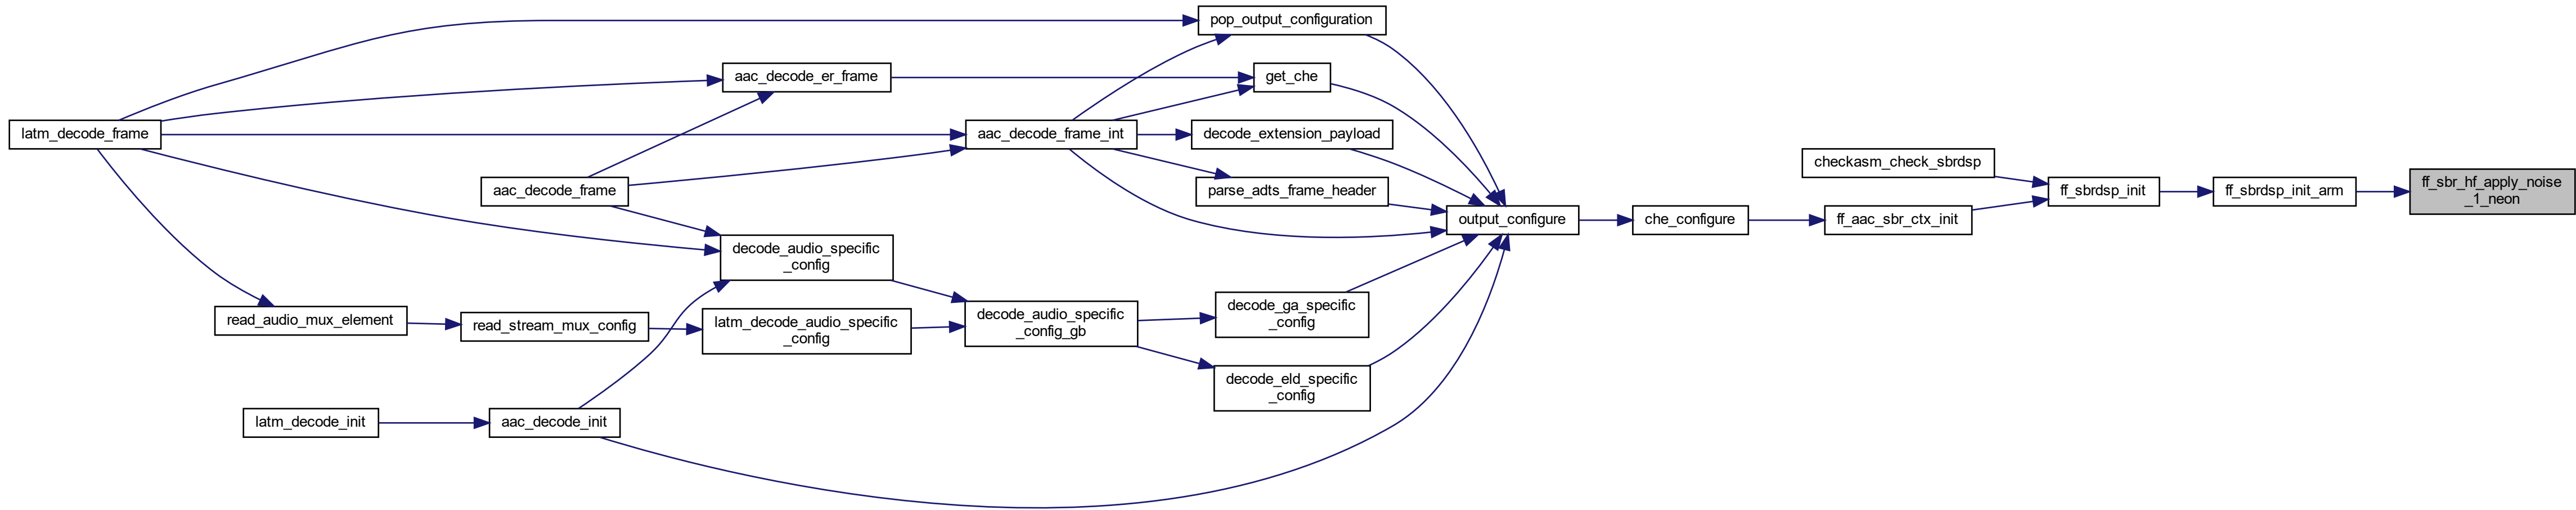 pop_output_configuration
aac_decode_er_frame
get_che
latm_decode_frame
aac_decode_frame_int
decode_extension_payload
checkasm_check_sbrdsp
aac_decode_frame
parse_adts_frame_header
ff_sbrdsp_init
ff_sbrdsp_init_arm
ff_sbr_hf_apply_noise
_1_neon
output_configure
che_configure
ff_aac_sbr_ctx_init
decode_audio_specific
_config
read_audio_mux_element
read_stream_mux_config
latm_decode_audio_specific
_config
decode_audio_specific
_config_gb
decode_ga_specific
_config
decode_eld_specific
_config
latm_decode_init
aac_decode_init